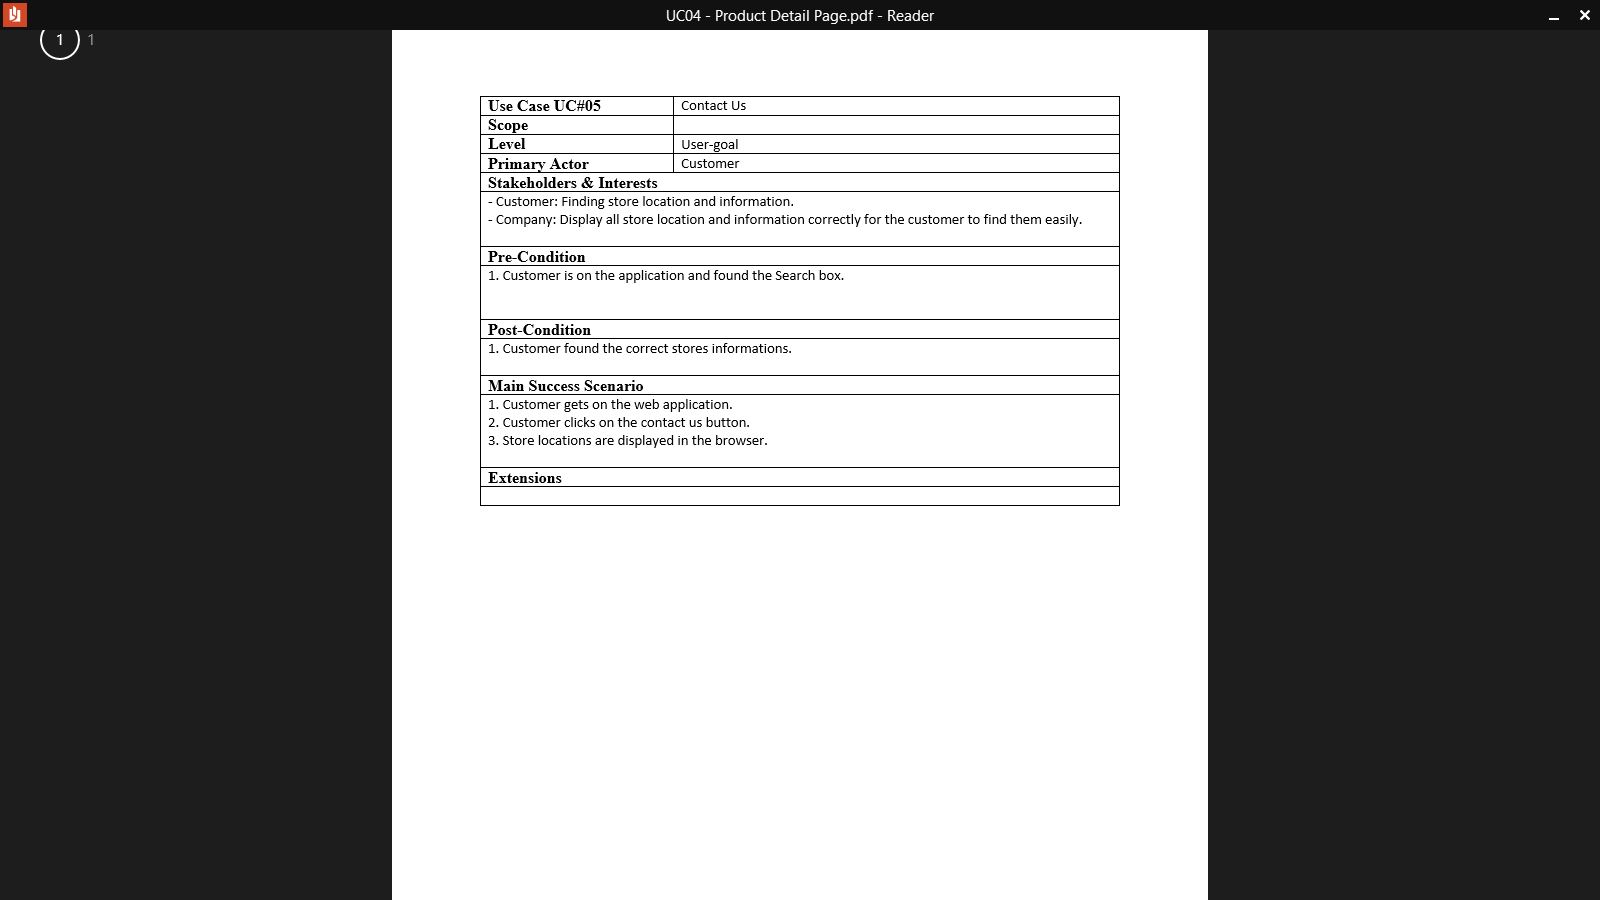 UC04 - Product Detail Page.pdf - Reader
1 1
Use Case UC#05 Contact Us
Scope
Level User-goal
Primary Actor Customer
Stakeholders & Interests
- Customer: Finding store location and information.
- Company: Display all store location and information correctly for the customer to find them easily.
Pre-Condition
1. Customer is on the application and found the Search box.
Post-Condition
1. Customer found the correct stores informations.
Main Success Scenario
1. Customer gets on the web application.
2. Customer clicks on the contact us button.
3. Store locations are displayed in the browser.
Extensions